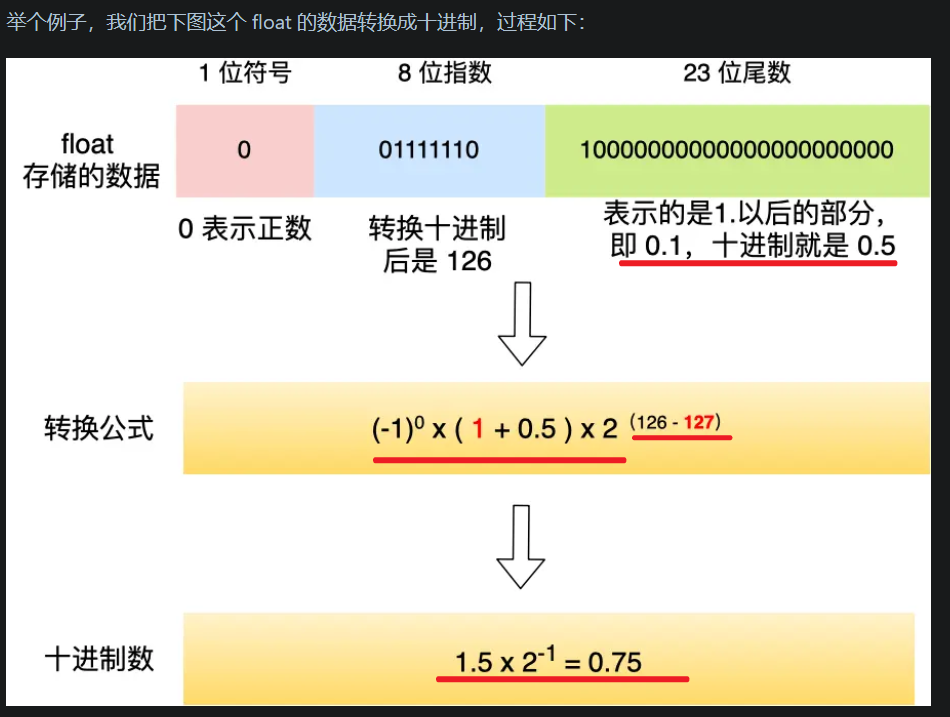 举个例子，我们把下图这个 float 的数据转换成十进制，过程如下：
1 位符号 8 位指数 23 位尾数
float
存储的数据
0 01111110 10000000000000000000000
0 表示正数
转换十进制
后是 126
表示的是1.以后的部分，
即 0.1，十进制就是 0.5
转换公式
(-1)⁰ x ( 1 + 0.5 ) x 2 (126 - 127)
十进制数
1.5 x 2⁻¹ = 0.75